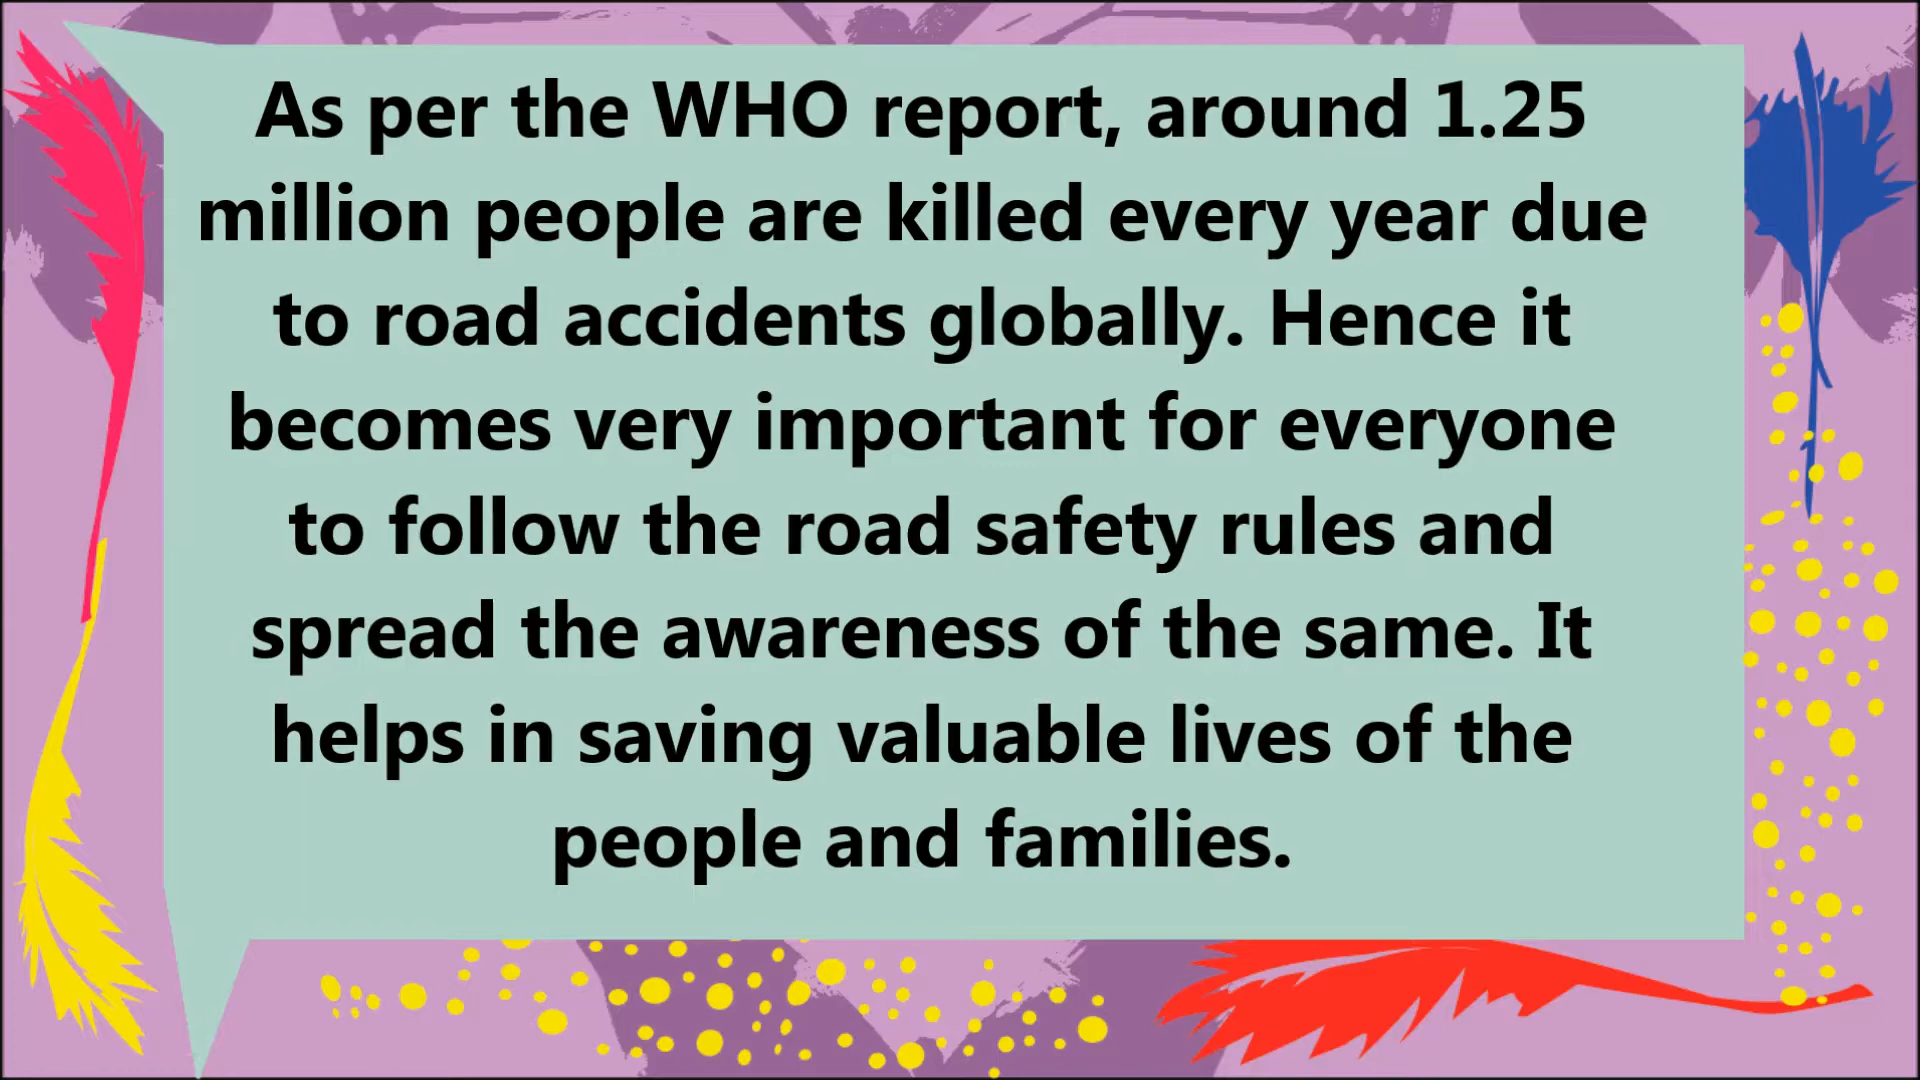 As per the WHO report, around 1.25
million people are killed every year due
to road accidents globally. Hence it
becomes very important for everyone
to follow the road safety rules and
spread the awareness of the same. It
helps in saving valuable lives of the
people and families.